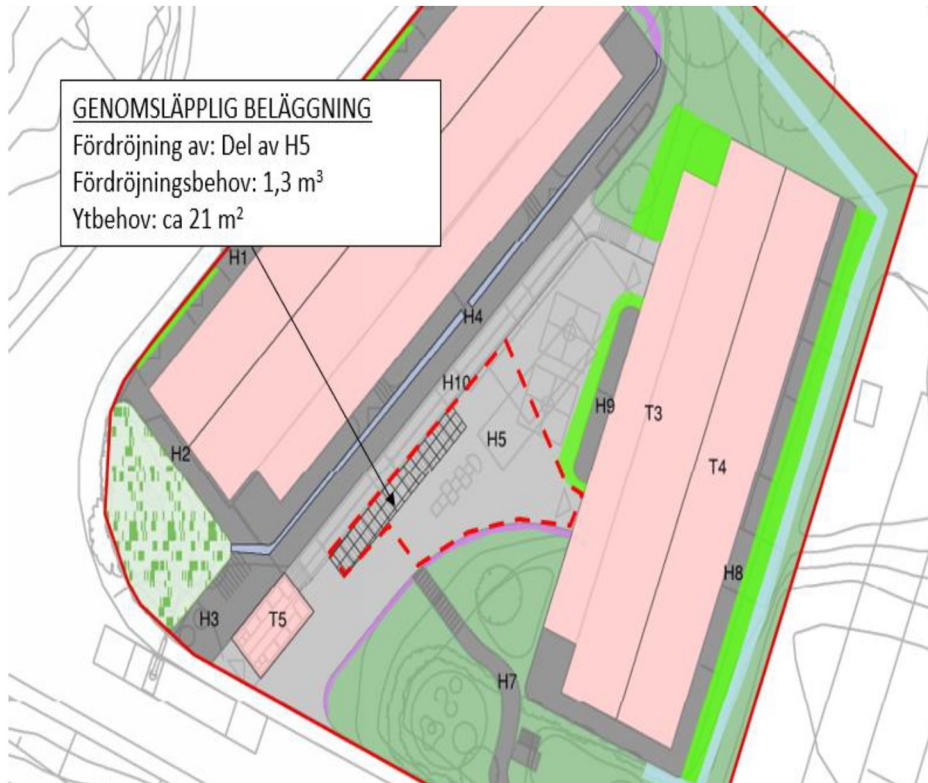 GENOMSLÄPPLIG BELÄGGNING
Fördröjning av: Del av H5
Fördröjningsbehov: 1,3 m³
Ytbehov: ca 21 m²
H1
H4
H10
H5
H9
T3
H2
T4
H8
H3
T5
H7